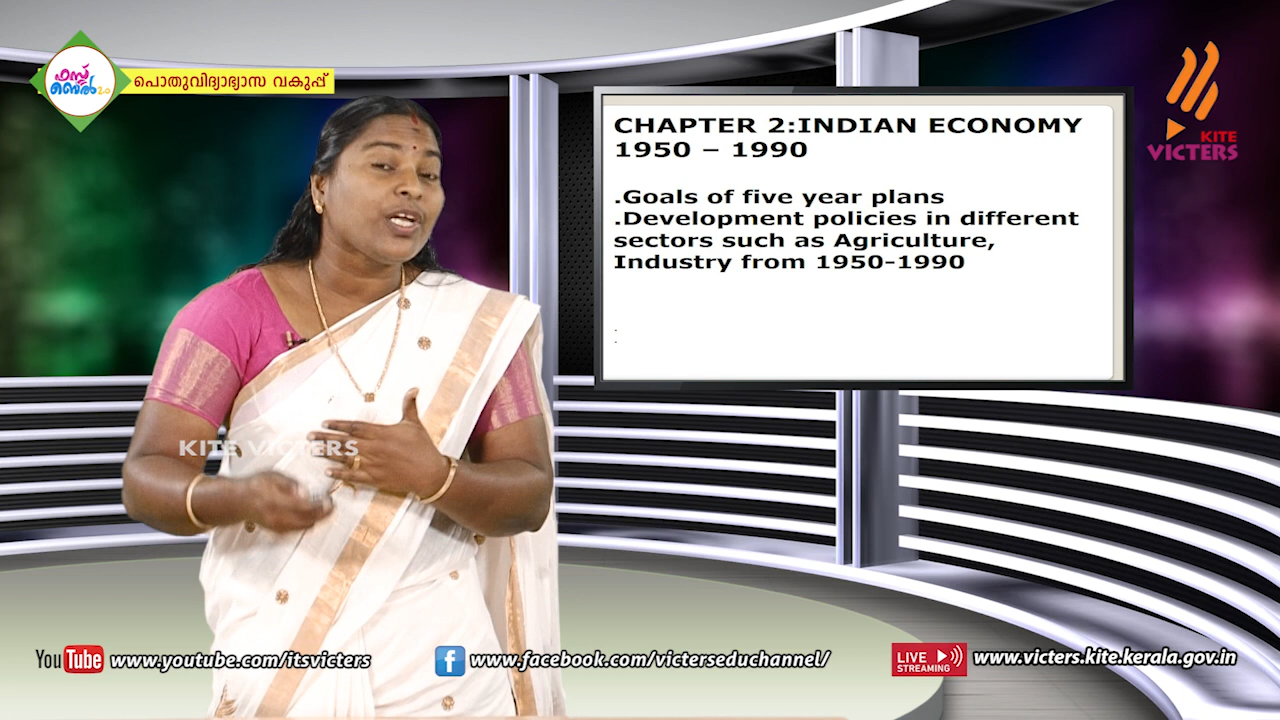 ഫസ്റ്റ്
ബെൽ 2.0
പൊതുവിദ്യാഭ്യാസ വകുപ്പ്
CHAPTER 2:INDIAN ECONOMY
1950 – 1990
.Goals of five year plans
.Development policies in different
sectors such as Agriculture,
Industry from 1950-1990
KITE
VICTERS
KITE VICTERS
YouTube www.youtube.com/itsvicters
f www.facebook.com/victerseduchannel/
LIVE
STREAMING
www.victers.kite.kerala.gov.in